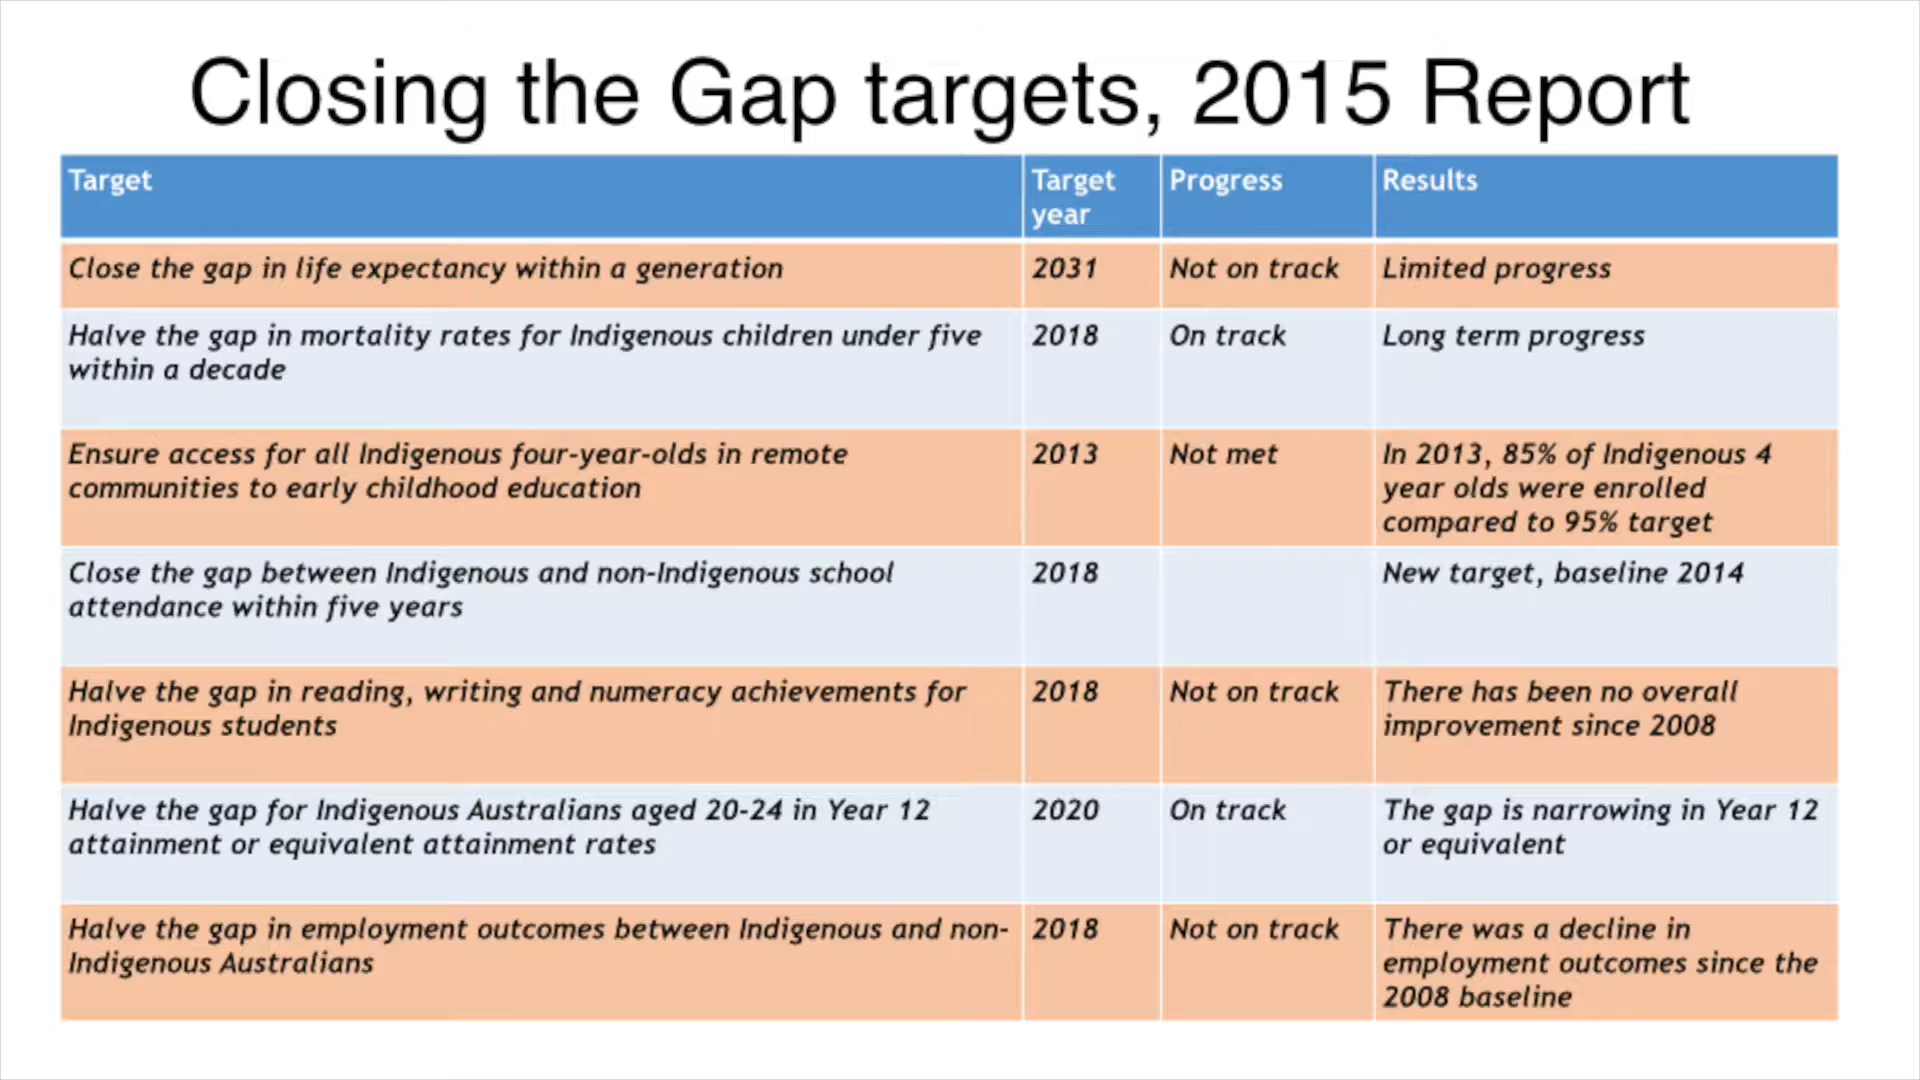 Closing the Gap targets, 2015 Report
Target
Target
year
Progress
Results
Close the gap in life expectancy within a generation
2031
Not on track
Limited progress
Halve the gap in mortality rates for Indigenous children under five
within a decade
2018
On track
Long term progress
Ensure access for all Indigenous four-year-olds in remote
communities to early childhood education
2013
Not met
In 2013, 85% of Indigenous 4
year olds were enrolled
compared to 95% target
Close the gap between Indigenous and non-Indigenous school
attendance within five years
2018
New target, baseline 2014
Halve the gap in reading, writing and numeracy achievements for
Indigenous students
2018
Not on track
There has been no overall
improvement since 2008
Halve the gap for Indigenous Australians aged 20-24 in Year 12
attainment or equivalent attainment rates
2020
On track
The gap is narrowing in Year 12
or equivalent
Halve the gap in employment outcomes between Indigenous and non-
Indigenous Australians
2018
Not on track
There was a decline in
employment outcomes since the
2008 baseline